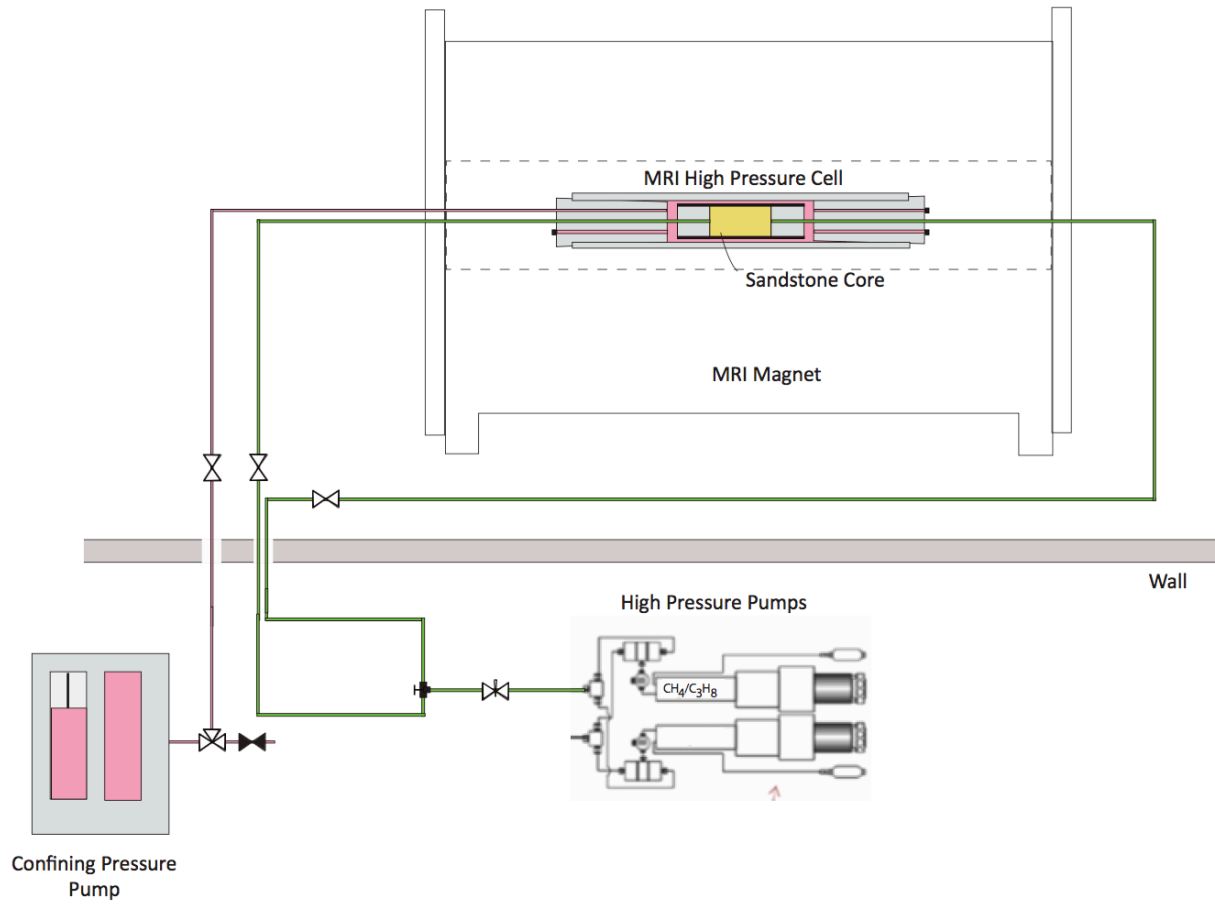 MRI High Pressure Cell
Sandstone Core
MRI Magnet
Wall
High Pressure Pumps
CH₄/C₃H₈
Confining Pressure
Pump